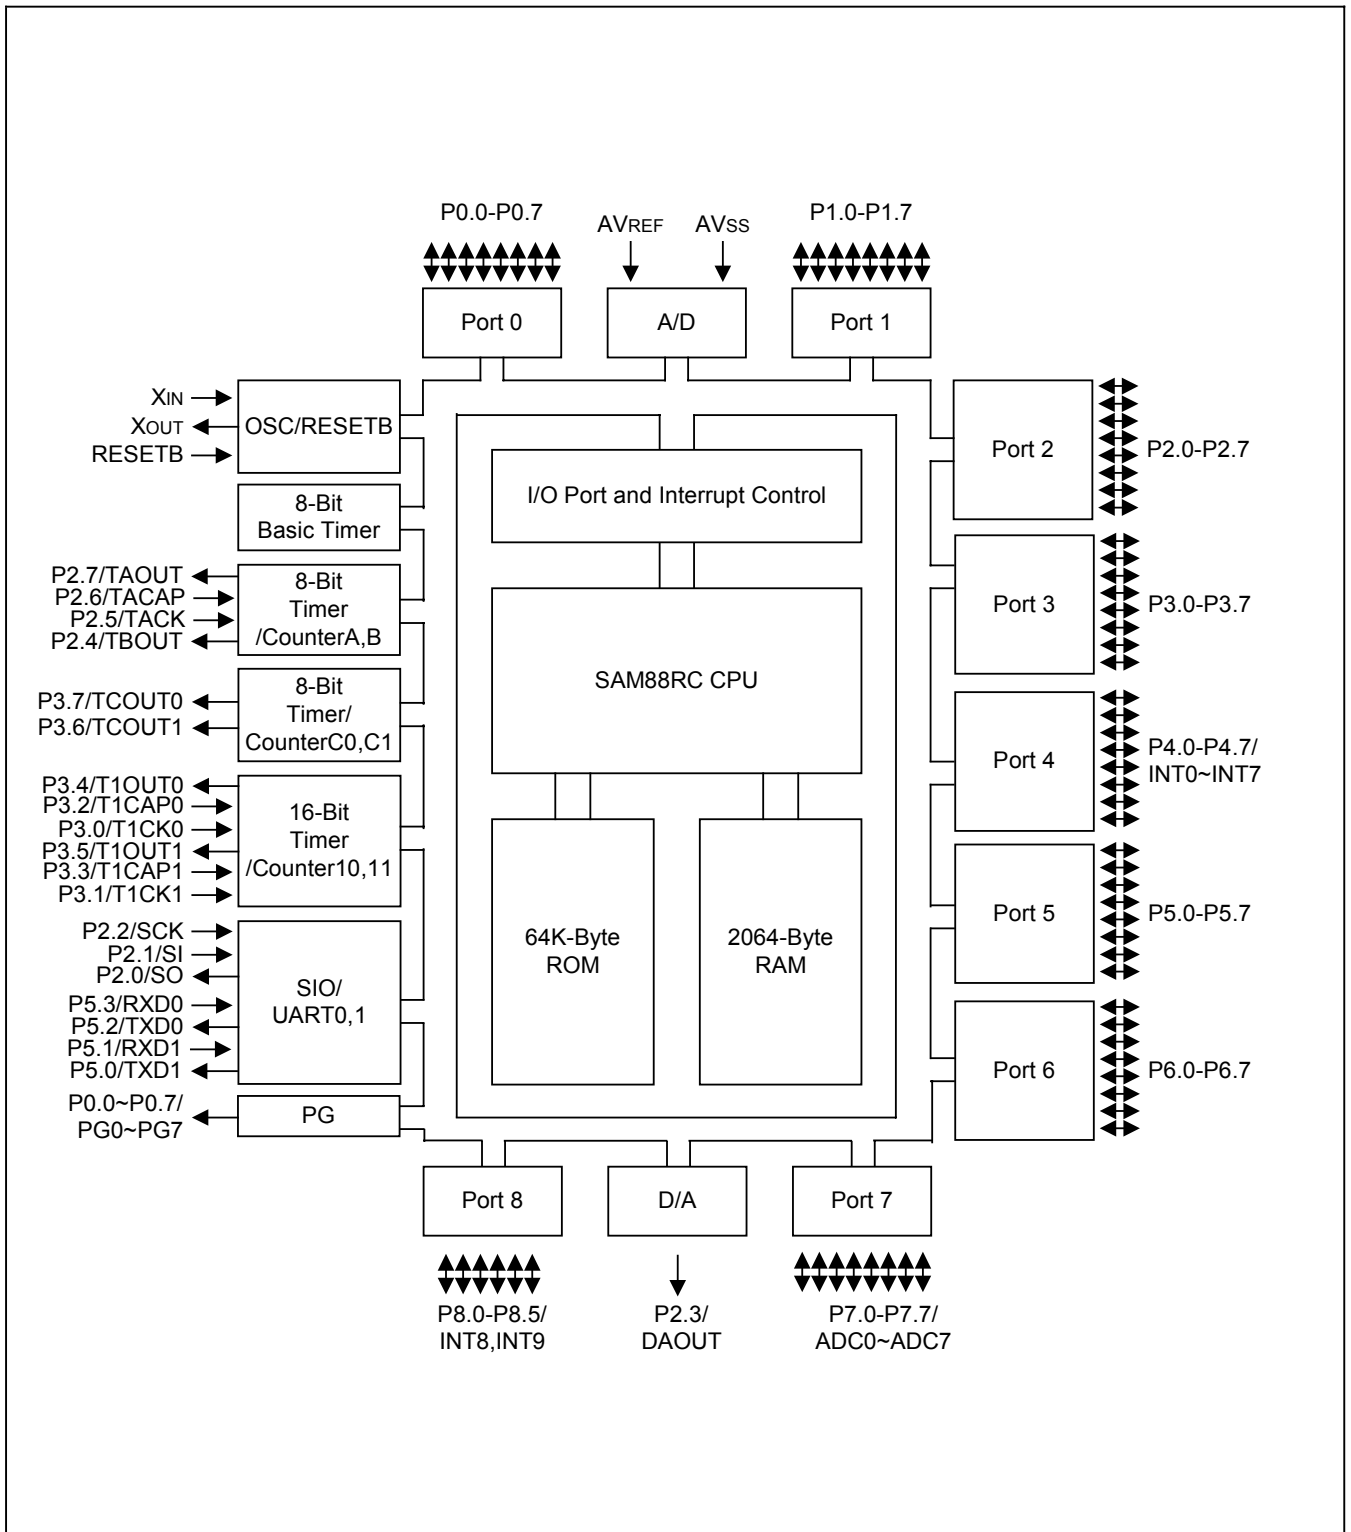 P0.0-P0.7
AVREF
AVSS
P1.0-P1.7
Port 0
A/D
Port 1
XIN
XOUT
RESETB
OSC/RESETB
Port 2
P2.0-P2.7
I/O Port and Interrupt Control
8-Bit
Basic Timer
P2.7/TAOUT
P2.6/TACAP
P2.5/TACK
P2.4/TBOUT
8-Bit
Timer
/CounterA,B
Port 3
P3.0-P3.7
SAM88RC CPU
P3.7/TCOUT0
P3.6/TCOUT1
8-Bit
Timer/
CounterC0,C1
Port 4
P4.0-P4.7/
INT0~INT7
P3.4/T1OUT0
P3.2/T1CAP0
P3.0/T1CK0
P3.5/T1OUT1
P3.3/T1CAP1
P3.1/T1CK1
16-Bit
Timer
/Counter10,11
64K-Byte
ROM
2064-Byte
RAM
Port 5
P5.0-P5.7
P2.2/SCK
P2.1/SI
P2.0/SO
P5.3/RXD0
P5.2/TXD0
P5.1/RXD1
P5.0/TXD1
SIO/
UART0,1
Port 6
P6.0-P6.7
P0.0~P0.7/
PG0~PG7
PG
Port 8
D/A
Port 7
P8.0-P8.5/
INT8,INT9
P2.3/
DAOUT
P7.0-P7.7/
ADC0~ADC7